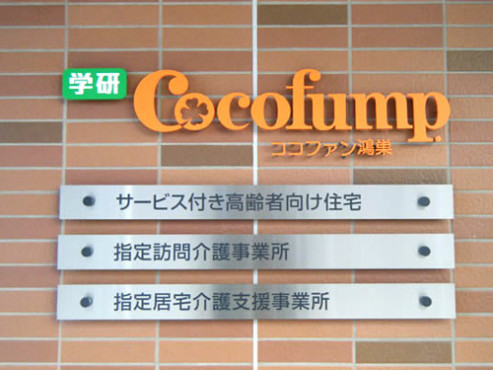 学研
Cocofump
ココファン鴻巣
サービス付き高齢者向け住宅
指定訪問介護事業所
指定居宅介護支援事業所